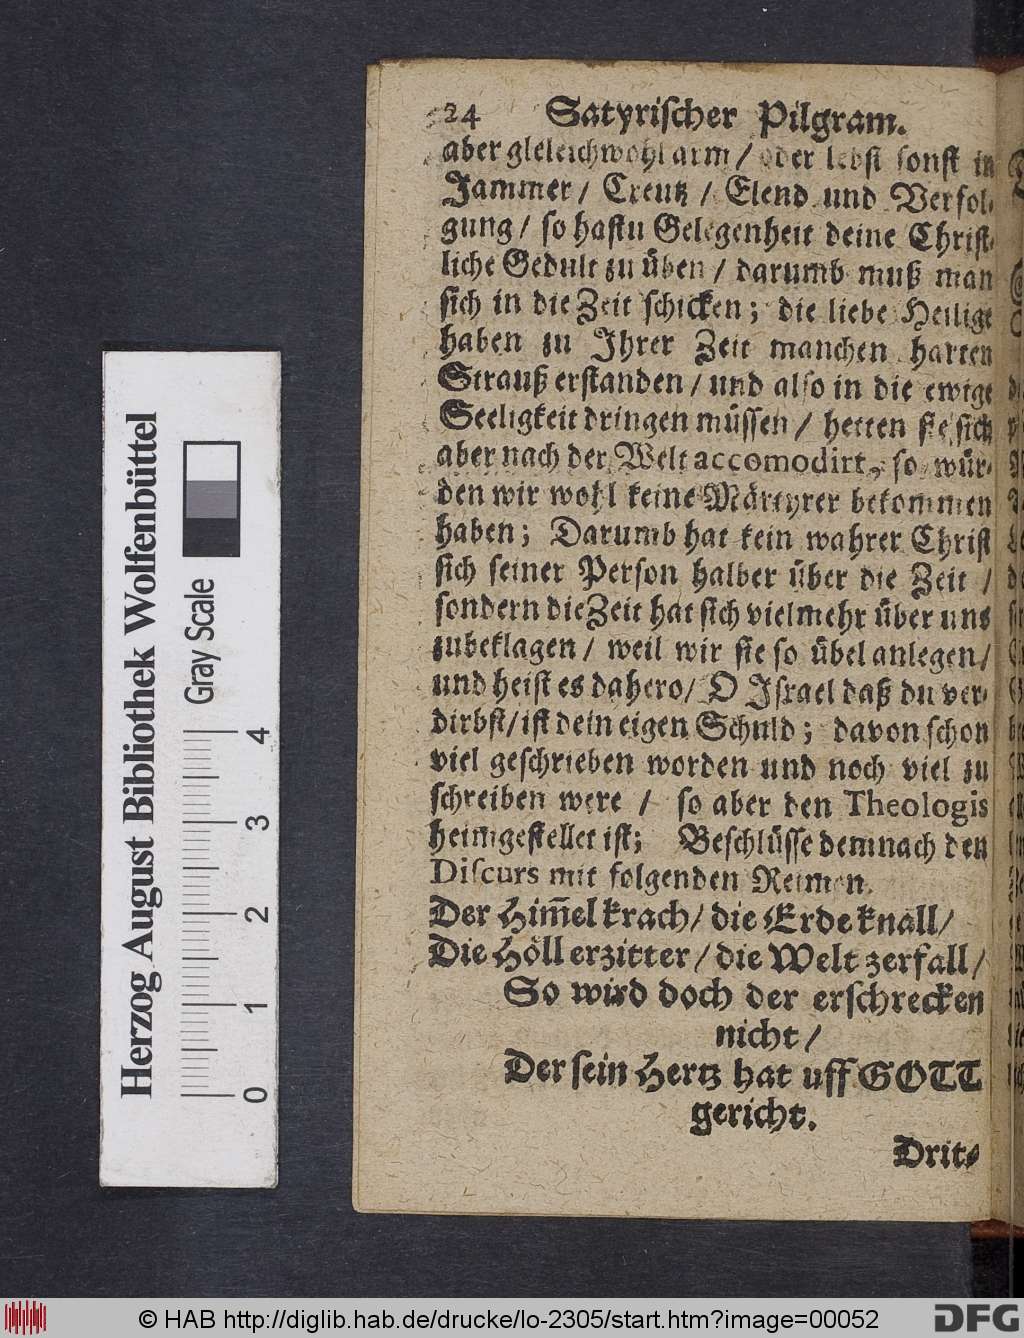 24 Satyrischer Pilgram.
aber gleleichwohl arm / oder lebst sonst in
Jammer / Creutz / Elend und Verfol-
gung / so hastu Gelegenheit deine Christ-
liche Gedult zu üben / darumb muß man
sich in die Zeit schicken; die liebe Heilige
haben zu Ihrer Zeit manchen harten
Strauß erstanden / und also in die ewige
Seeligkeit dringen müssen / hetten sie sich
aber nach der Welt accomodirt, so wür-
den wir wohl keine Märtyrer bekommen
haben; Darumb hat kein wahrer Christ
sich seiner Person halber über die Zeit /
sondern die Zeit hat sich vielmehr über uns
zubeklagen / weil wir sie so übel anlegen /
und heist es dahero / O Israel daß du ver-
dirbst / ist dein eigen Schuld; davon schon
viel geschrieben worden und noch viel zu
schreiben were / so aber den Theologis
heimgestellet ist; Beschlüsse demnach den
Discurs mit folgenden Reimen.
Der Him̃el krach / die Erde knall /
Die Höll erzitter / die Welt zerfall /
So wird doch der erschrecken
nicht /
Der sein Hertz hat uff GOTT
gericht.
Drit-
Herzog August Bibliothek Wolfenbüttel
Gray Scale
0 1 2 3 4
© HAB http://diglib.hab.de/drucke/lo-2305/start.htm?image=00052
DFG